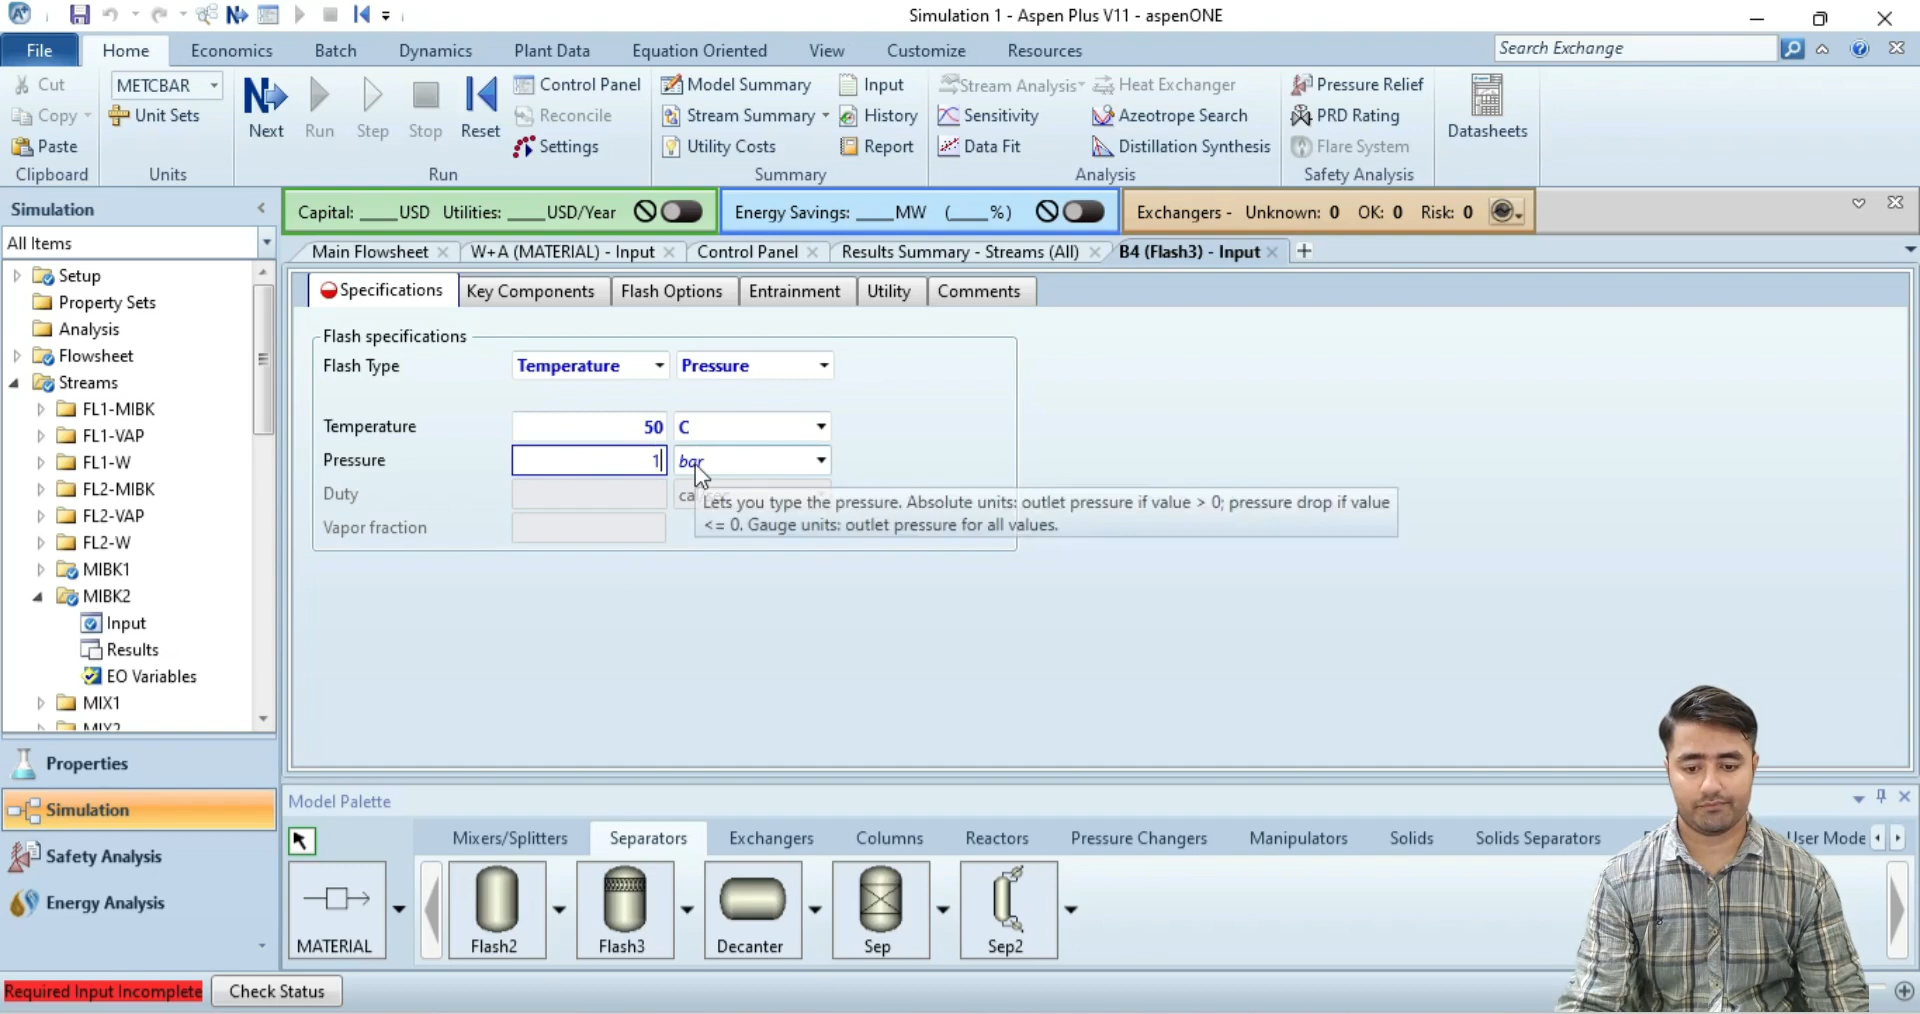 Simulation 1 - Aspen Plus V11 - aspenONE
File Home Economics Batch Dynamics Plant Data Equation Oriented View Customize Resources Search Exchange
Cut
Copy
Paste
Clipboard
METCBAR
Unit Sets
Units
Next Run Step Stop Reset
Control Panel
Reconcile
Settings
Run
Model Summary Input
Stream Summary History
Utility Costs Report
Summary
Stream Analysis Heat Exchanger
Sensitivity Azeotrope Search
Data Fit Distillation Synthesis
Analysis
Pressure Relief
PRD Rating
Flare System
Safety Analysis
Datasheets
Simulation
Capital: ____USD Utilities: ____USD/Year
Energy Savings: ____MW (____%)
Exchangers - Unknown: 0 OK: 0 Risk: 0
All Items
Main Flowsheet W+A (MATERIAL) - Input Control Panel Results Summary - Streams (All) B4 (Flash3) - Input
Setup
Property Sets
Analysis
Flowsheet
Streams
FL1-MIBK
FL1-VAP
FL1-W
FL2-MIBK
FL2-VAP
FL2-W
MIBK1
MIBK2
Input
Results
EO Variables
MIX1
MIX2
Specifications Key Components Flash Options Entrainment Utility Comments
Flash specifications
Flash Type Temperature Pressure
Temperature 50 C
Pressure 1 bar
Duty
Lets you type the pressure. Absolute units: outlet pressure if value > 0; pressure drop if value
<= 0. Gauge units: outlet pressure for all values.
Vapor fraction
Properties
Simulation
Safety Analysis
Energy Analysis
Model Palette
Mixers/Splitters Separators Exchangers Columns Reactors Pressure Changers Manipulators Solids Solids Separators User Mode
MATERIAL Flash2 Flash3 Decanter Sep Sep2
Required Input Incomplete Check Status